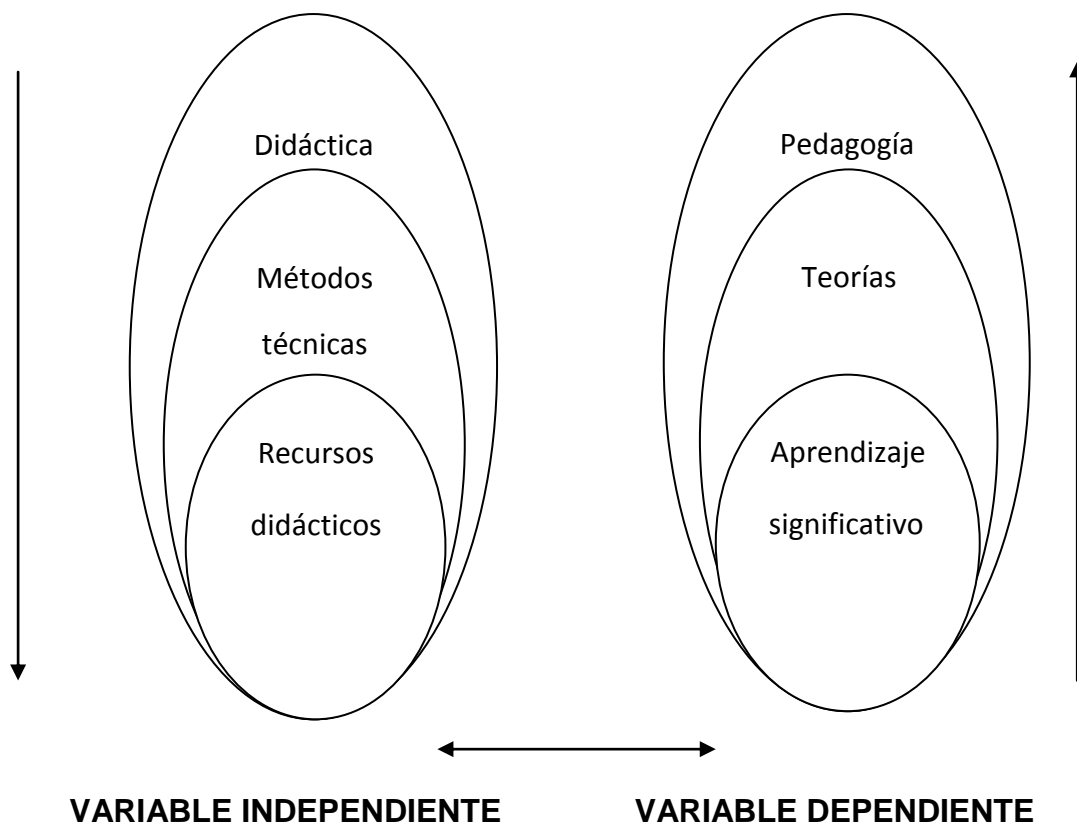 Didáctica
Métodos
técnicas
Recursos
didácticos
Pedagogía
Teorías
Aprendizaje
significativo
VARIABLE INDEPENDIENTE
VARIABLE DEPENDIENTE